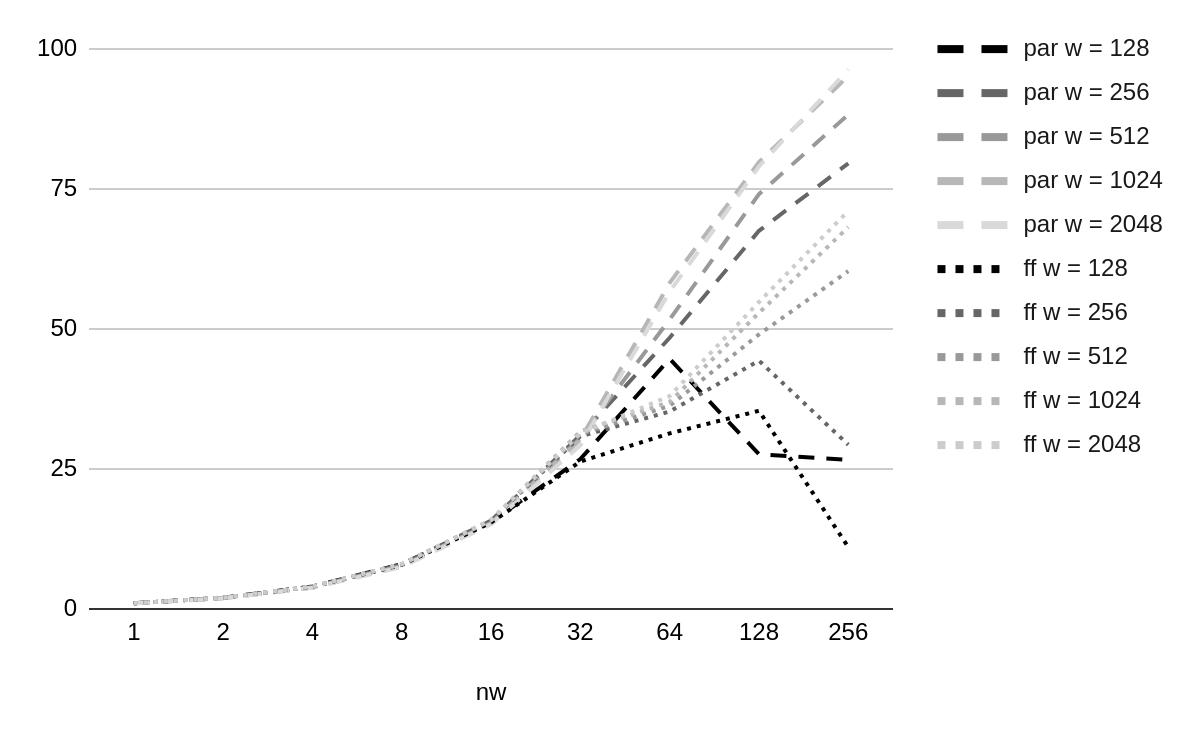 100
75
50
25
0
1 2 4 8 16 32 64 128 256
nw
par w = 128
par w = 256
par w = 512
par w = 1024
par w = 2048
ff w = 128
ff w = 256
ff w = 512
ff w = 1024
ff w = 2048